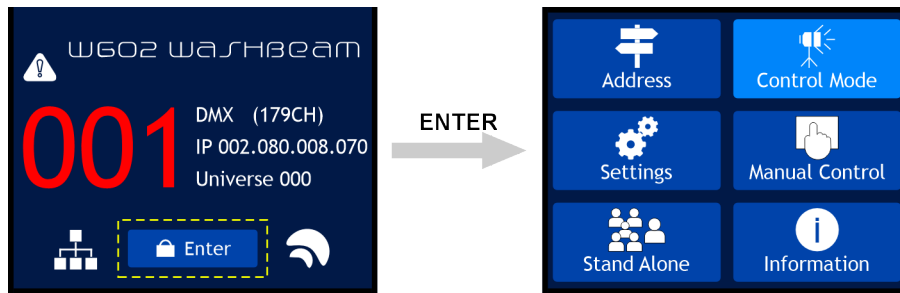 WG02 WASHBEAM
001
DMX (179CH)
IP 002.080.008.070
Universe 000
Enter
ENTER
Address
Control Mode
Settings
Manual Control
Stand Alone
Information